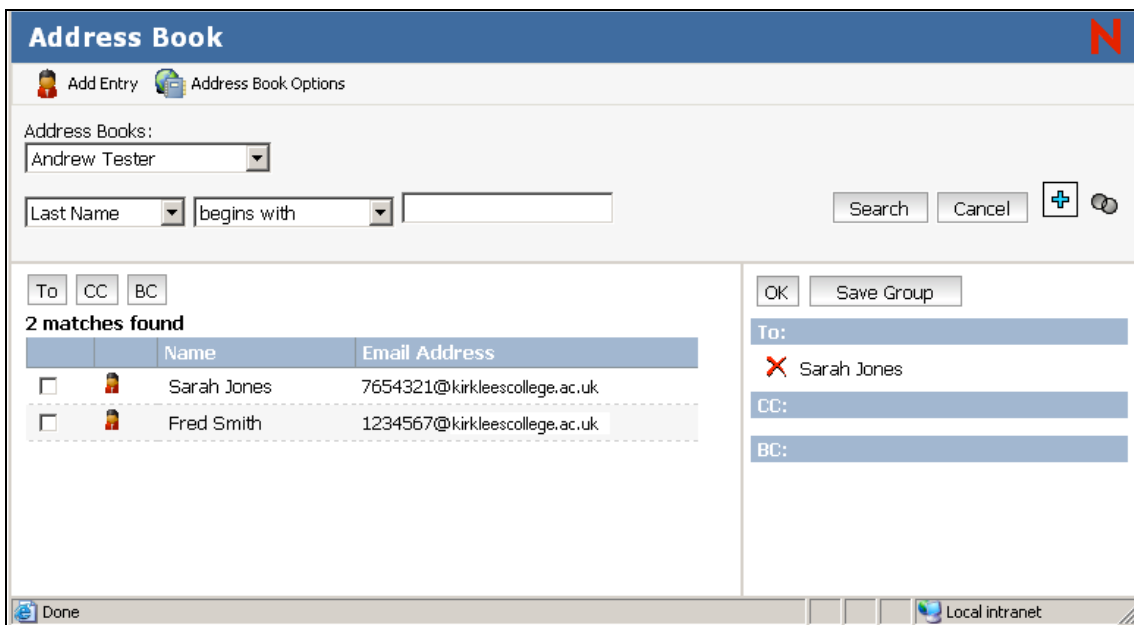 Address Book
N
Add Entry Address Book Options
Address Books:
Andrew Tester
Last Name begins with Search Cancel
To CC BC
2 matches found
Name Email Address
Sarah Jones 7654321@kirkleescollege.ac.uk
Fred Smith 1234567@kirkleescollege.ac.uk
OK Save Group
To:
Sarah Jones
CC:
BC:
Done Local intranet